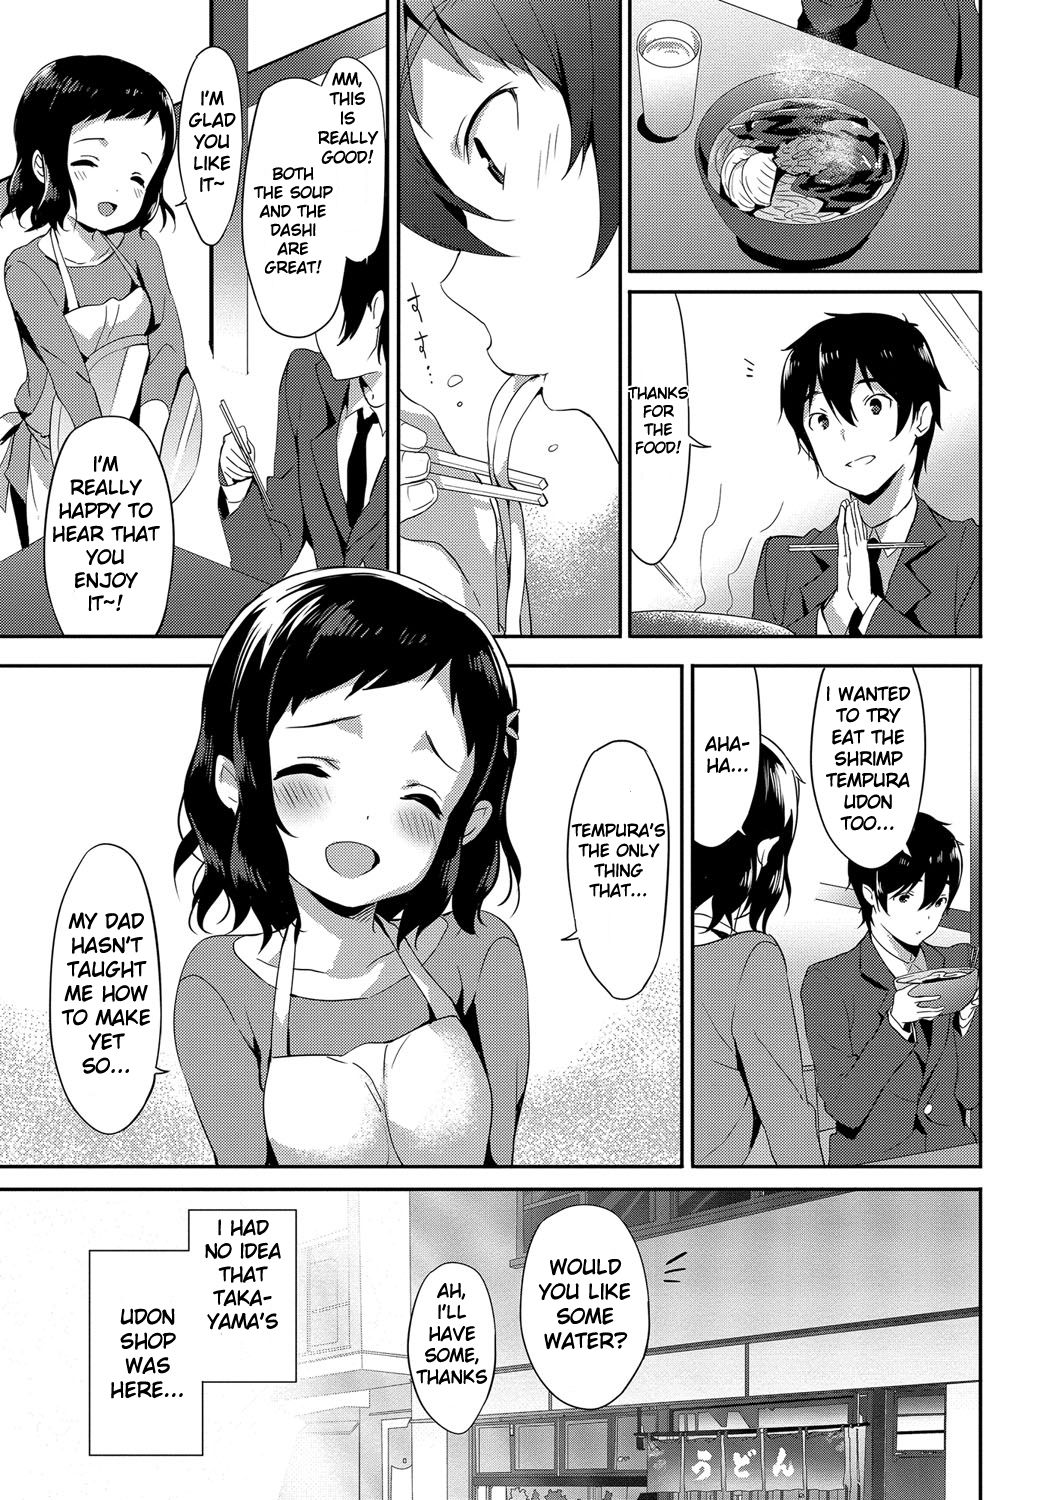 THANKS
FOR
THE
FOOD!
ずず…
MM,
THIS
IS
REALLY
GOOD!
BOTH
THE SOUP
AND THE
DASHI
ARE
GREAT!
I'M
GLAD
YOU
LIKE
IT~
I'M
REALLY
HAPPY TO
HEAR THAT
YOU
ENJOY
IT~!
I WANTED
TO TRY
EAT THE
SHRIMP
TEMPURA
UDON
TOO...
AHA-
HA...
TEMPURA'S
THE ONLY
THING
THAT...
MY DAD
HASN'T
TAUGHT
ME HOW
TO MAKE
YET
SO...
WOULD
YOU LIKE
SOME
WATER?
AH,
I'LL
HAVE
SOME,
THANKS
I HAD
NO IDEA
THAT
TAKA-
YAMA'S
UDON
SHOP
WAS
HERE...
うどん